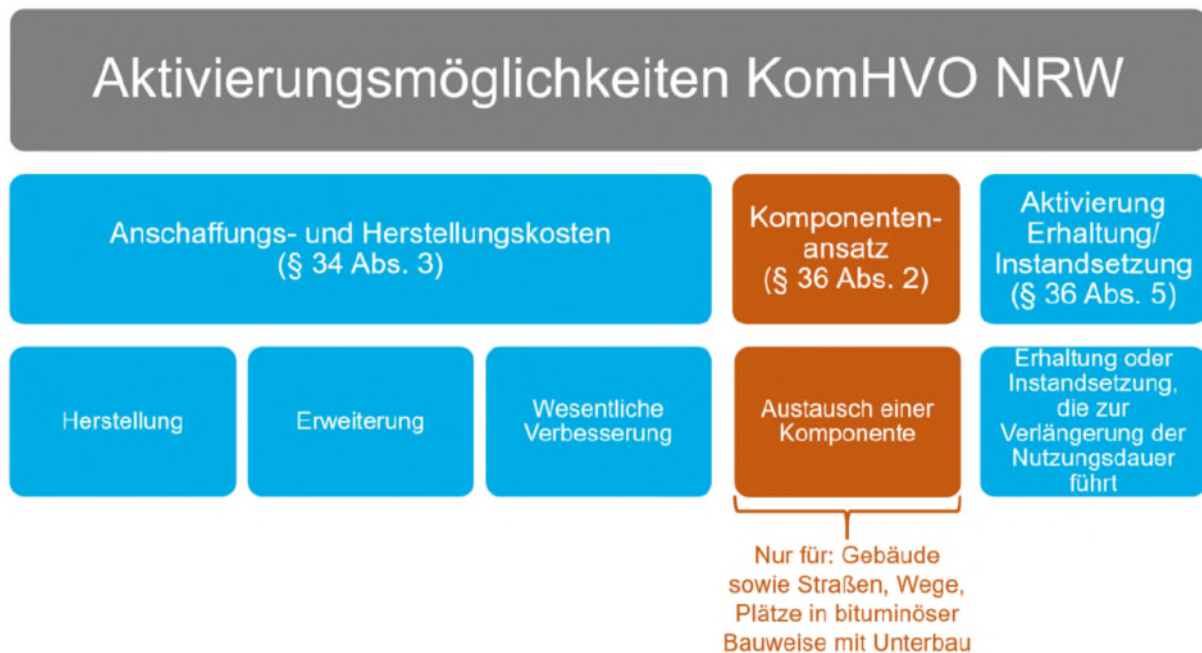 Aktivierungsmöglichkeiten KomHVO NRW
Anschaffungs- und Herstellungskosten
(§ 34 Abs. 3)
Komponenten-
ansatz
(§ 36 Abs. 2)
Aktivierung
Erhaltung/
Instandsetzung
(§ 36 Abs. 5)
Herstellung
Erweiterung
Wesentliche
Verbesserung
Austausch einer
Komponente
Erhaltung oder
Instandsetzung,
die zur
Verlängerung der
Nutzungsdauer
führt
Nur für: Gebäude
sowie Straßen, Wege,
Plätze in bituminöser
Bauweise mit Unterbau